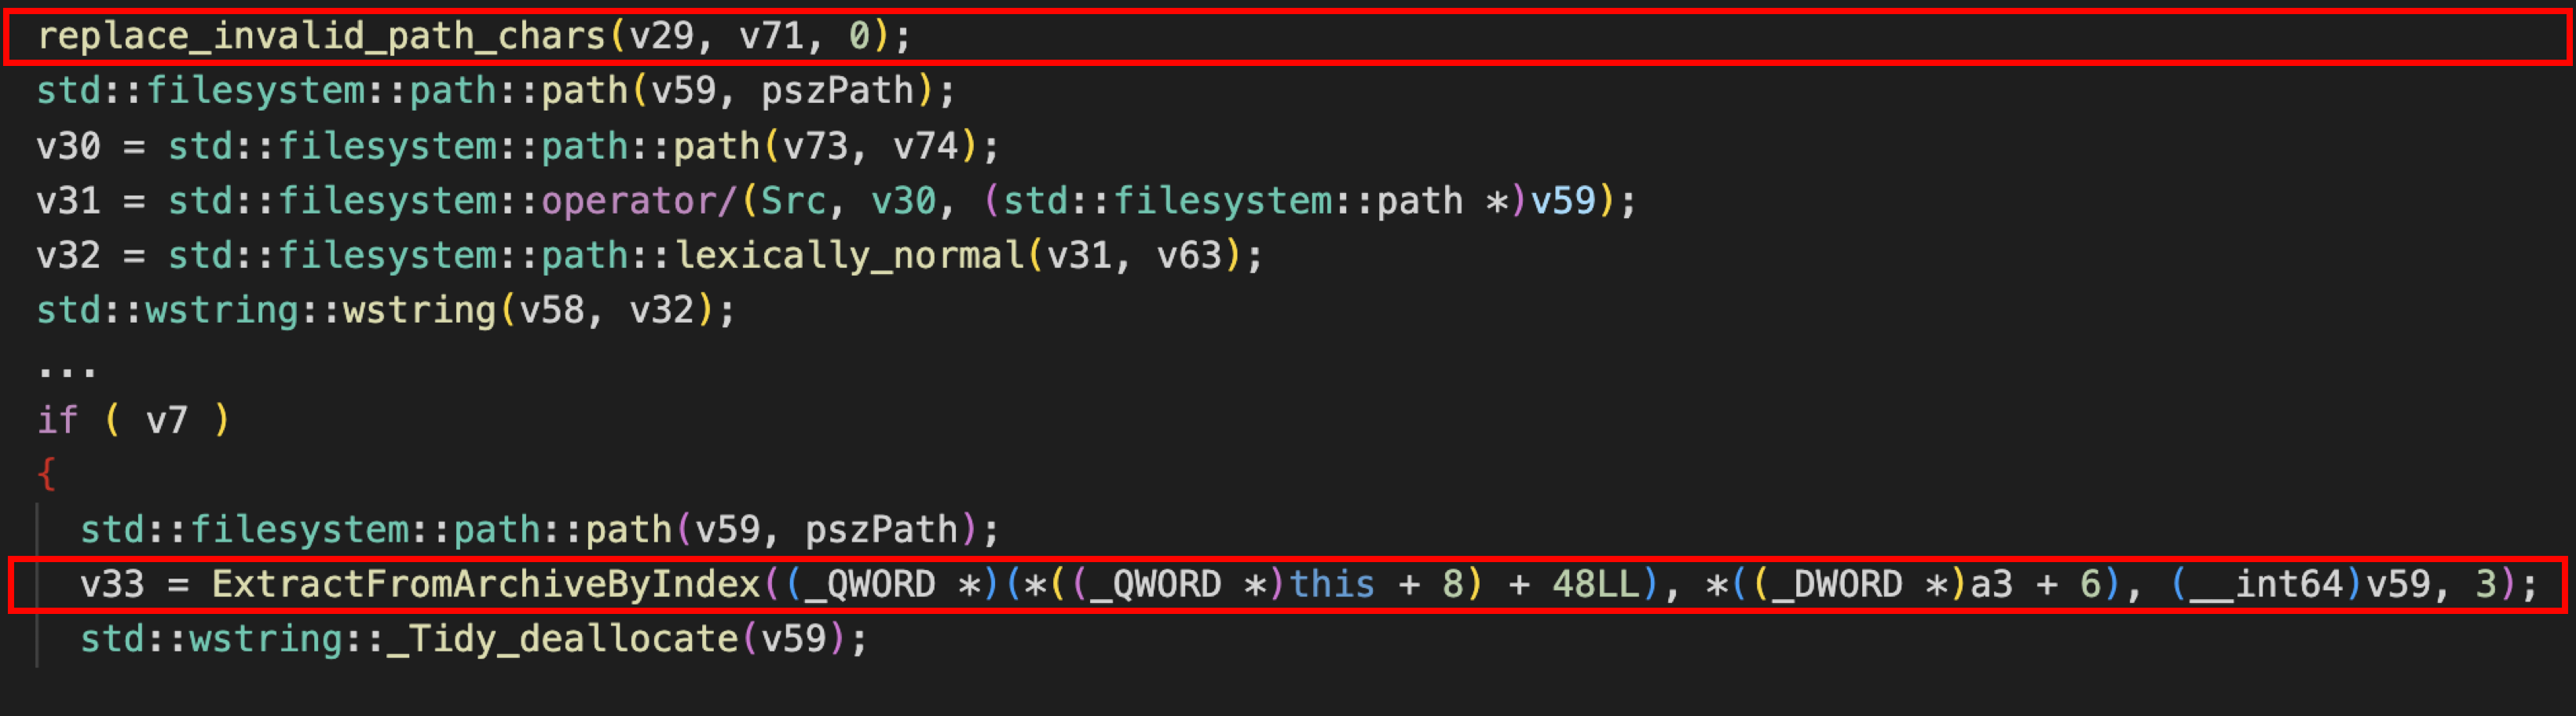 replace_invalid_path_chars(v29, v71, 0);
std::filesystem::path::path(v59, pszPath);
v30 = std::filesystem::path::path(v73, v74);
v31 = std::filesystem::operator/(Src, v30, (std::filesystem::path *)v59);
v32 = std::filesystem::path::lexically_normal(v31, v63);
std::wstring::wstring(v58, v32);
...
if ( v7 )
{
std::filesystem::path::path(v59, pszPath);
v33 = ExtractFromArchiveByIndex((_QWORD *)(*((_QWORD *)this + 8) + 48LL), *((_DWORD *)a3 + 6), (__int64)v59, 3);
std::wstring::_Tidy_deallocate(v59);